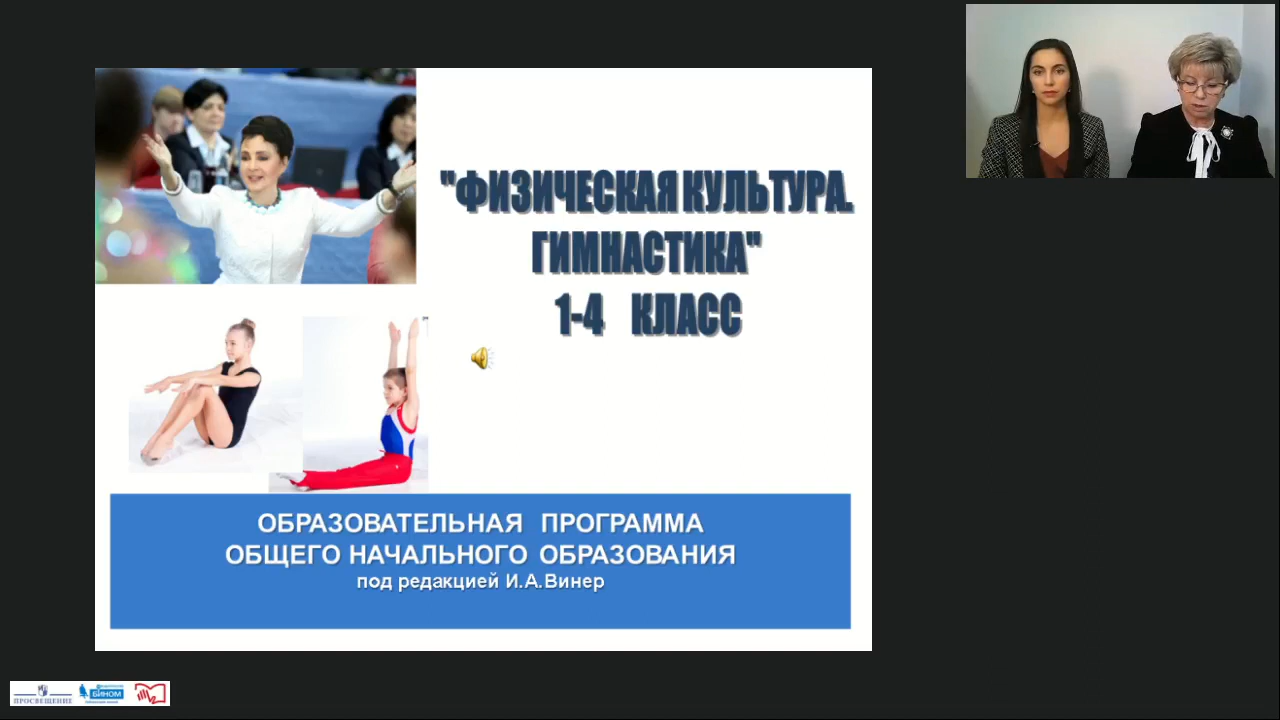 "ФИЗИЧЕСКАЯ КУЛЬТУРА.
ГИМНАСТИКА"
1-4 КЛАСС
ОБРАЗОВАТЕЛЬНАЯ ПРОГРАММА
ОБЩЕГО НАЧАЛЬНОГО ОБРАЗОВАНИЯ
под редакцией И.А.Винер
ПРОСВЕЩЕНИЕ
БИНОМ